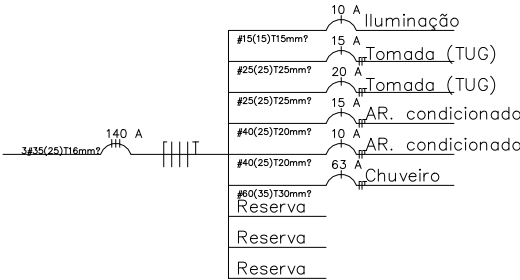 10 A Iluminação
#15(15)T15mm?
15 A Tomada (TUG)
#25(25)T25mm?
20 A Tomada (TUG)
#25(25)T25mm?
15 A AR. condicionado
#40(25)T20mm?
140 A
3#35(25)T16mm?
T
10 A AR. condicionado
#40(25)T20mm?
63 A Chuveiro
#60(35)T30mm?
Reserva
Reserva
Reserva